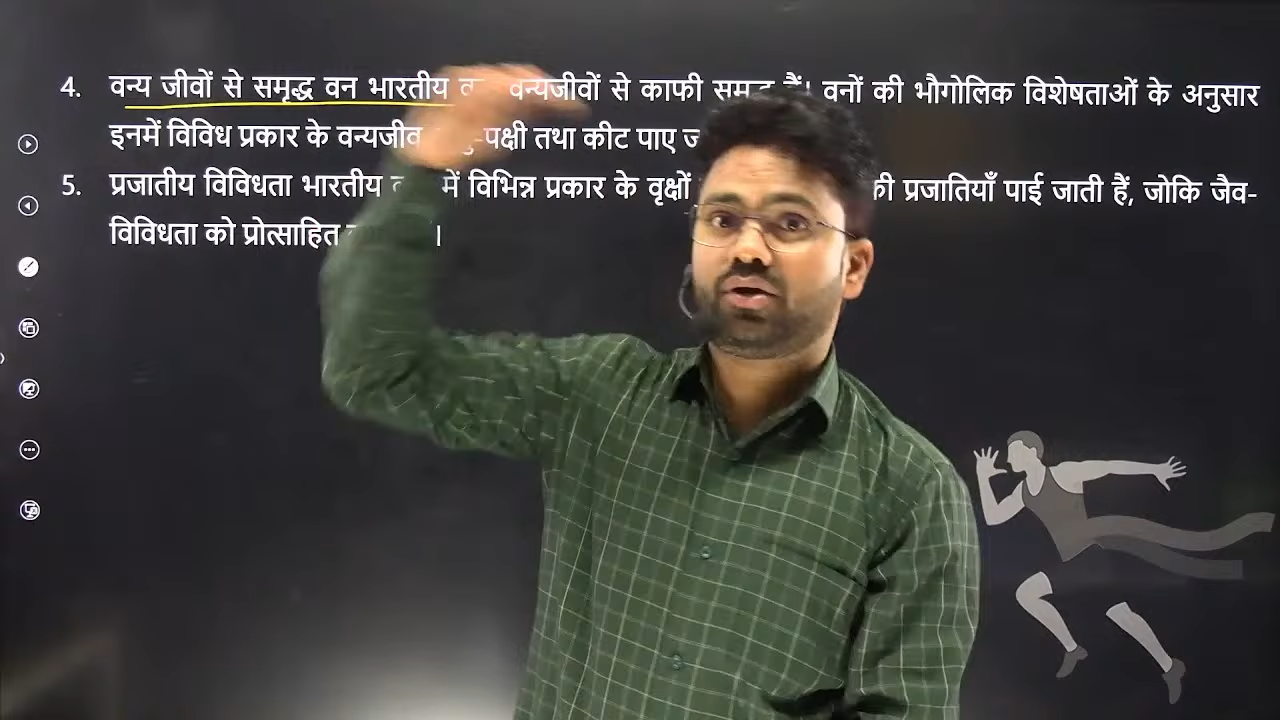 4. वन्य जीवों से समृद्ध वन भारतीय वन्यजीवों से काफी समृद्ध हैं। वनों की भौगोलिक विशेषताओं के अनुसार
इनमें विविध प्रकार के वन्यजीव पक्षी तथा कीट पाए
5. प्रजातीय विविधता भारतीय में विभिन्न प्रकार के वृक्षों की प्रजातियाँ पाई जाती हैं, जोकि जैव-
विविधता को प्रोत्साहित